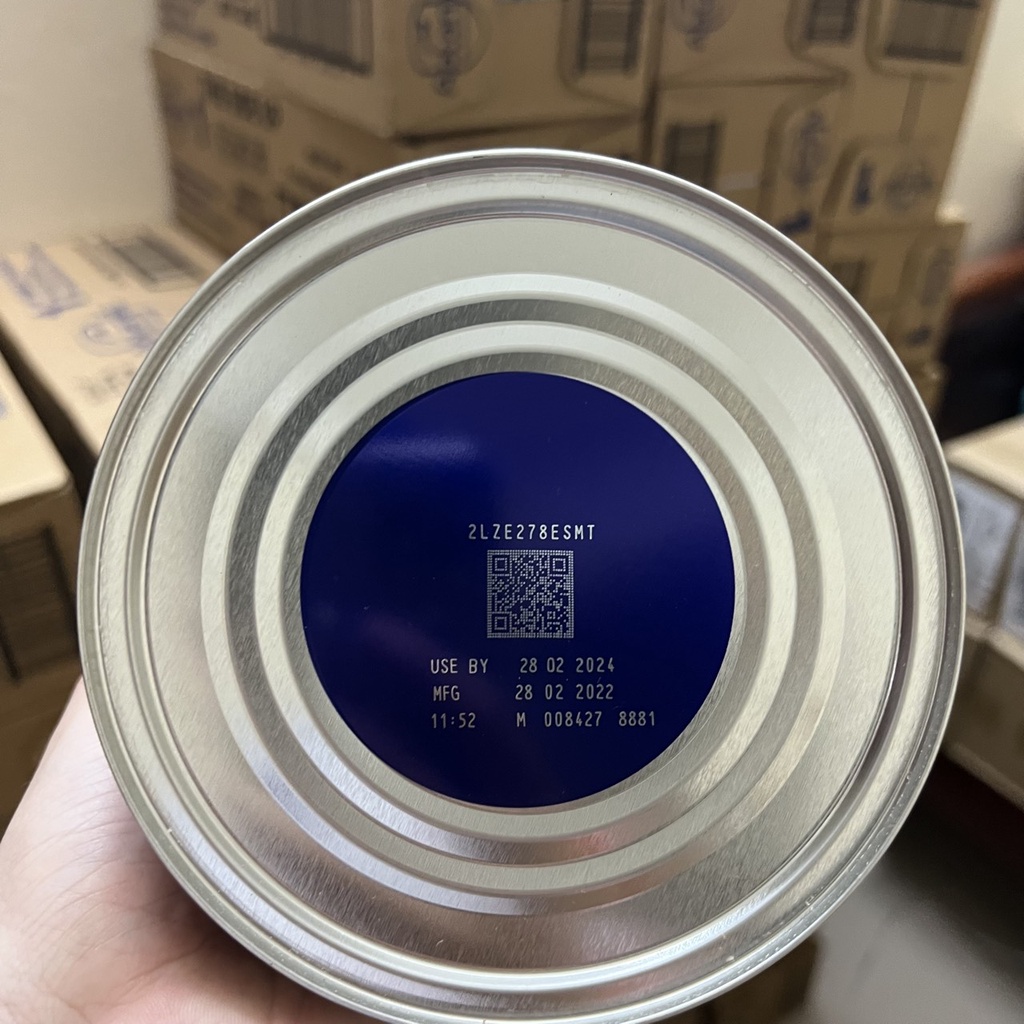 2LZE278ESMT
USE BY 28 02 2024
MFG 28 02 2022
11:52 M 008427 8881